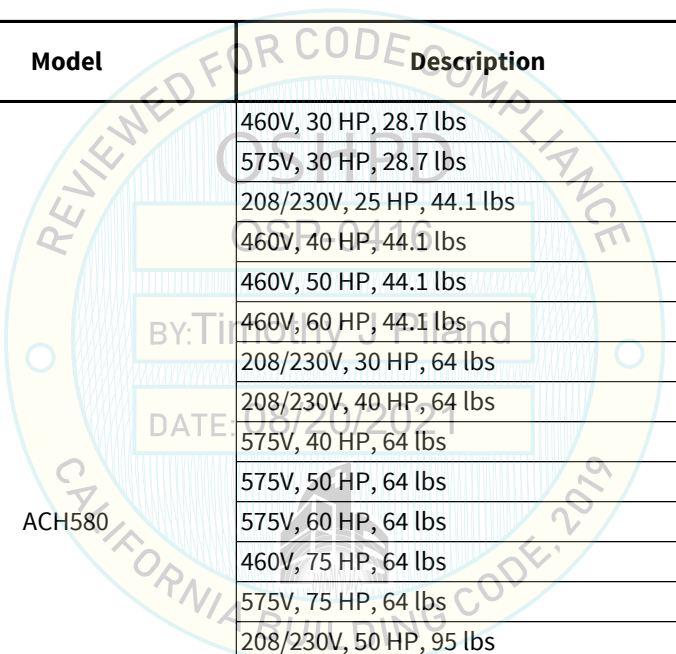 Model Description
460V, 30 HP, 28.7 lbs
575V, 30 HP, 28.7 lbs
208/230V, 25 HP, 44.1 lbs
460V, 40 HP, 44.1 lbs
460V, 50 HP, 44.1 lbs
460V, 60 HP, 44.1 lbs
208/230V, 30 HP, 64 lbs
208/230V, 40 HP, 64 lbs
575V, 40 HP, 64 lbs
575V, 50 HP, 64 lbs
ACH580 575V, 60 HP, 64 lbs
460V, 75 HP, 64 lbs
575V, 75 HP, 64 lbs
208/230V, 50 HP, 95 lbs
REVIEWED FOR CODE COMPLIANCE
OSHPD
OSP-0416
BY: Timothy J Piland
DATE: 08/20/2021
CALIFORNIA BUILDING CODE, 2019